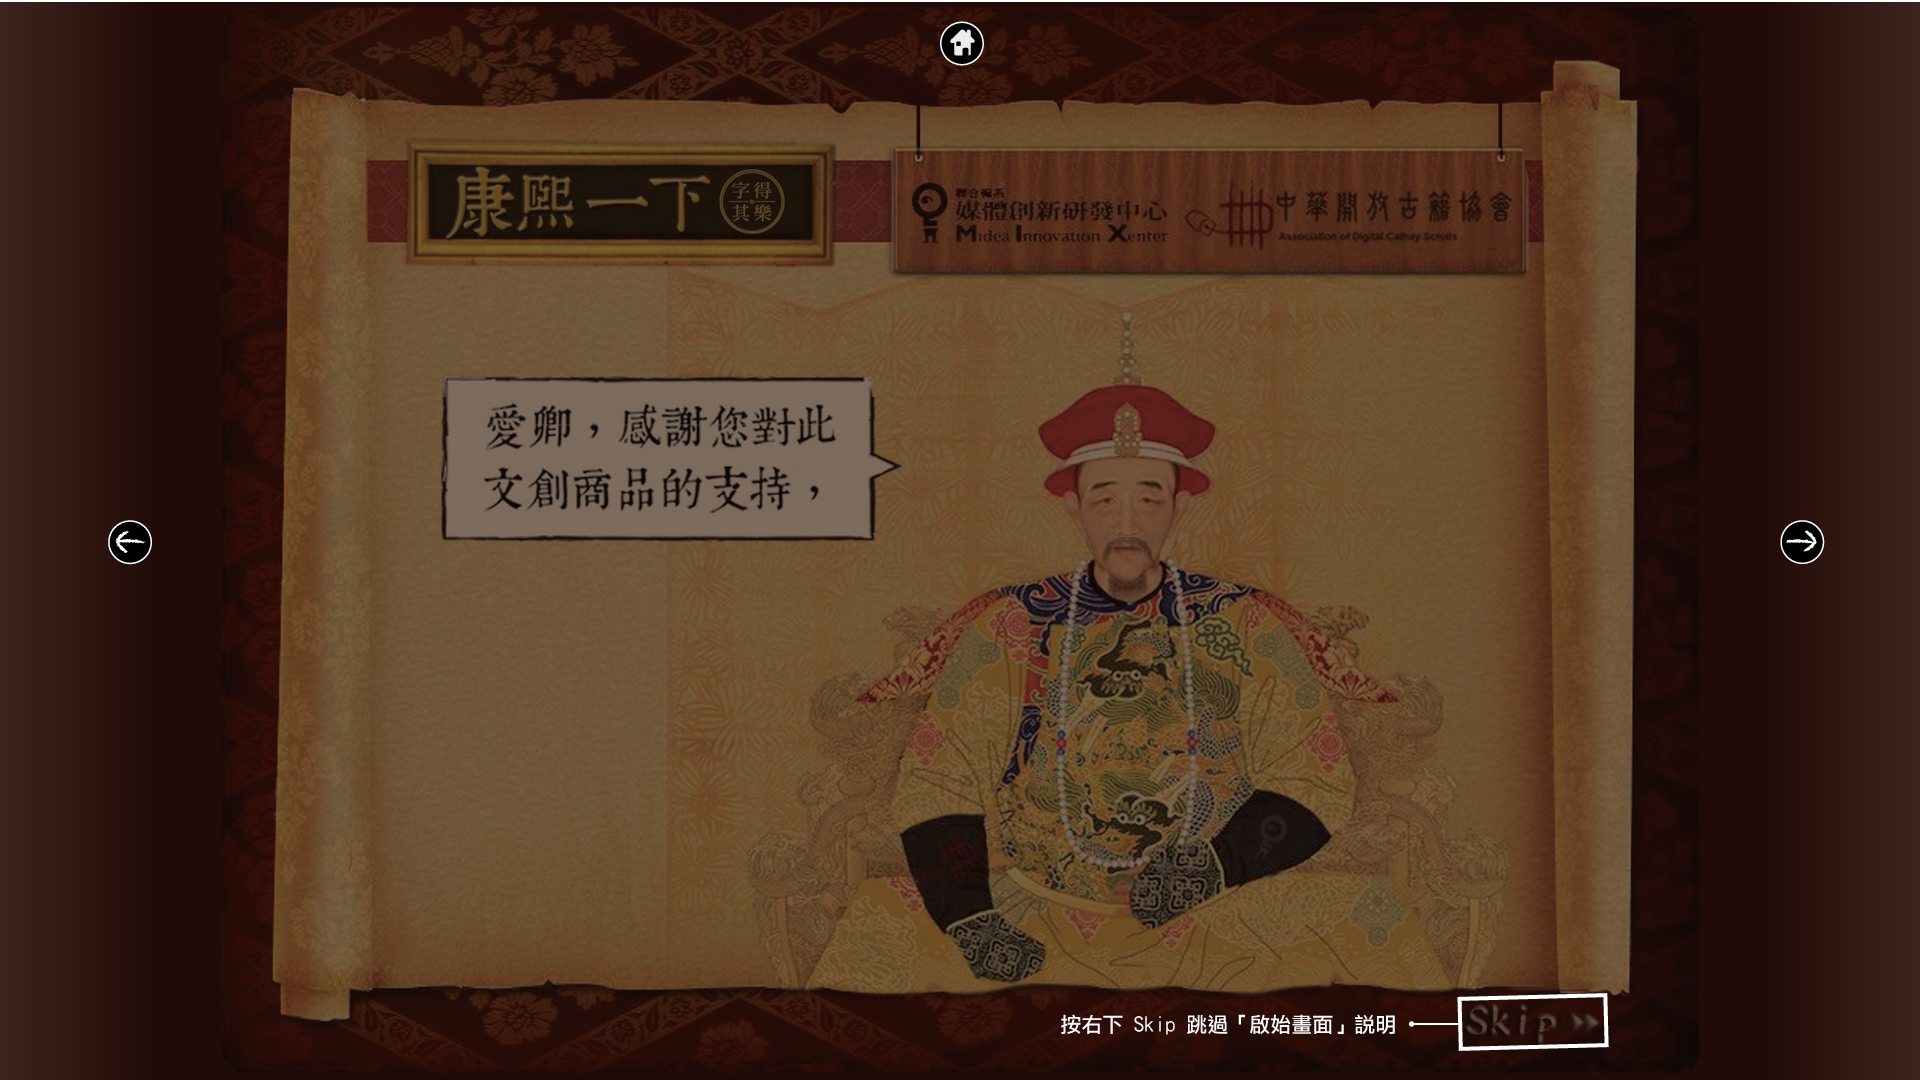 康熙一下
字得
其樂
聯合報系
媒體創新研發中心
Midea Innovation Xenter
中華開放古籍協會
Association of Digital Cathay Scrolls
愛卿，感謝您對此
文創商品的支持，
按右下 Skip 跳過「啟始畫面」説明
Skip